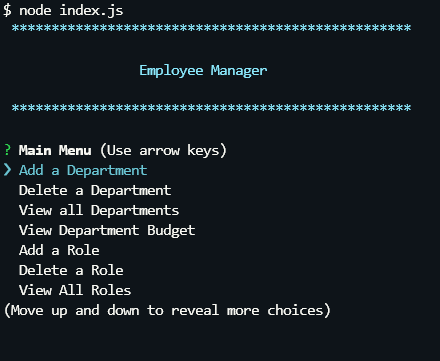 $ node index.js
**************************************************
Employee Manager
**************************************************
? Main Menu (Use arrow keys)
❯ Add a Department
Delete a Department
View all Departments
View Department Budget
Add a Role
Delete a Role
View All Roles
(Move up and down to reveal more choices)